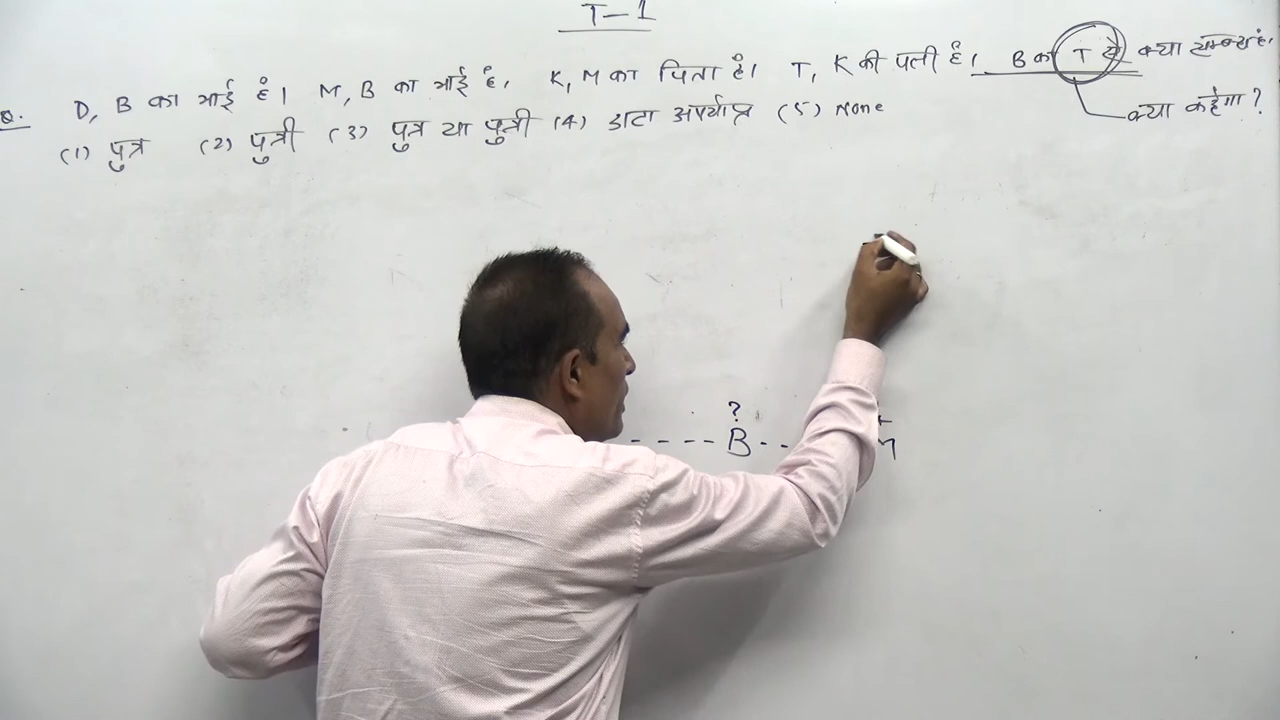 T-1
Q. D, B का भाई है। M, B का भाई है, K, M का पिता है। T, K की पत्नी है। B का T से क्या सम्बन्ध है,
क्या कहेगा ?
(1) पुत्र (2) पुत्री (3) पुत्र या पुत्री (4) डाटा अपर्याप्त (5) None
?
---- B --